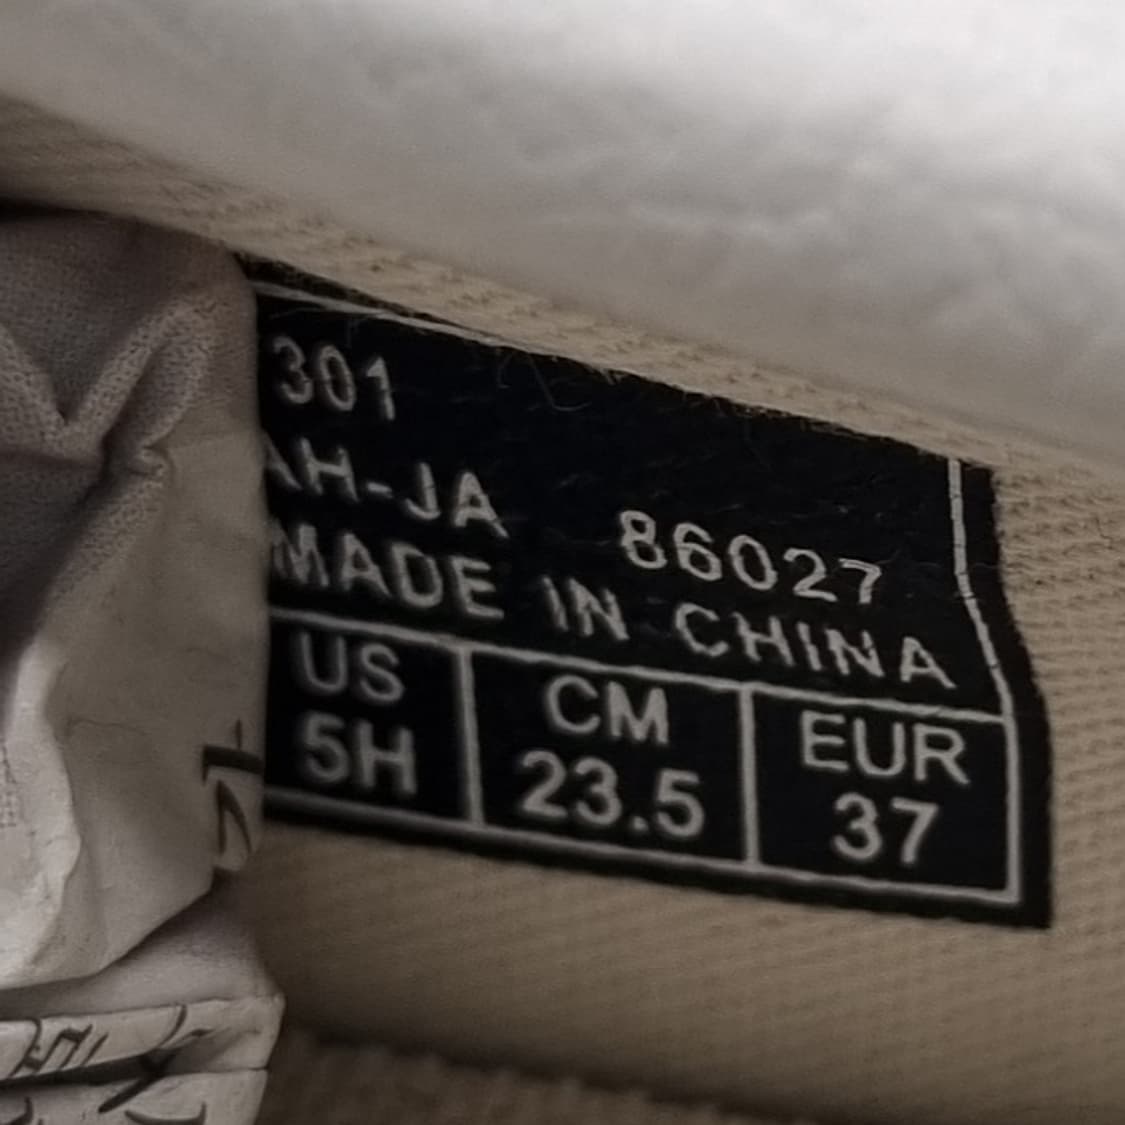 301
AH-JA 86027
MADE IN CHINA
US CM EUR
5H 23.5 37